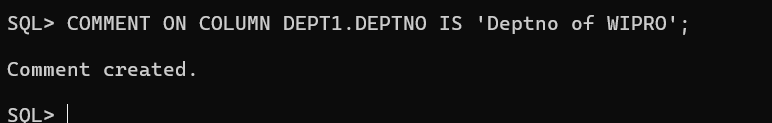 SQL> COMMENT ON COLUMN DEPT1.DEPTNO IS 'Deptno of WIPRO';
Comment created.
SQL>